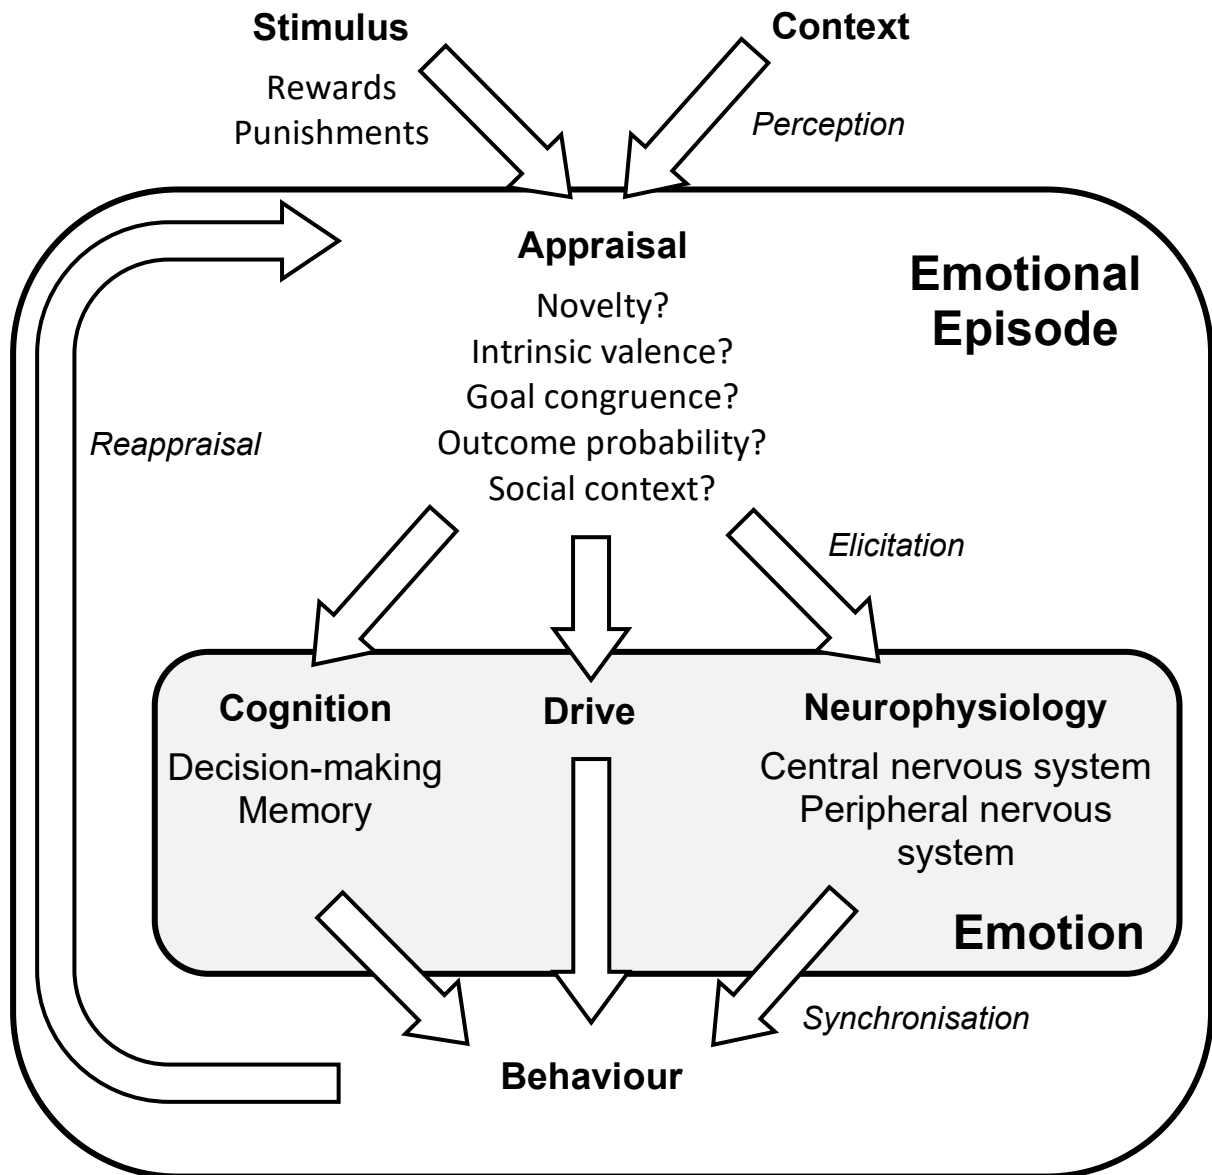 Stimulus
Context
Rewards
Punishments
Perception
Appraisal
Emotional
Episode
Novelty?
Intrinsic valence?
Goal congruence?
Outcome probability?
Social context?
Reappraisal
Elicitation
Cognition
Decision-making
Memory
Drive
Neurophysiology
Central nervous system
Peripheral nervous
system
Emotion
Synchronisation
Behaviour